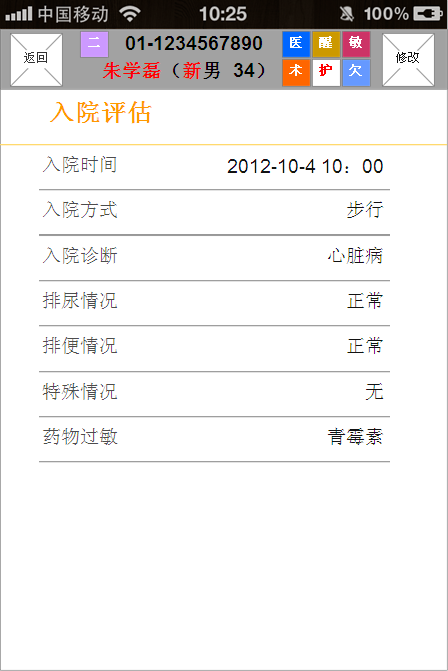 中国移动 10:25 100%
返回 二 01-1234567890 医 醒 敏 修改
朱学磊（新男 34） 术 护 欠
入院评估
入院时间 2012-10-4 10：00
入院方式 步行
入院诊断 心脏病
排尿情况 正常
排便情况 正常
特殊情况 无
药物过敏 青霉素